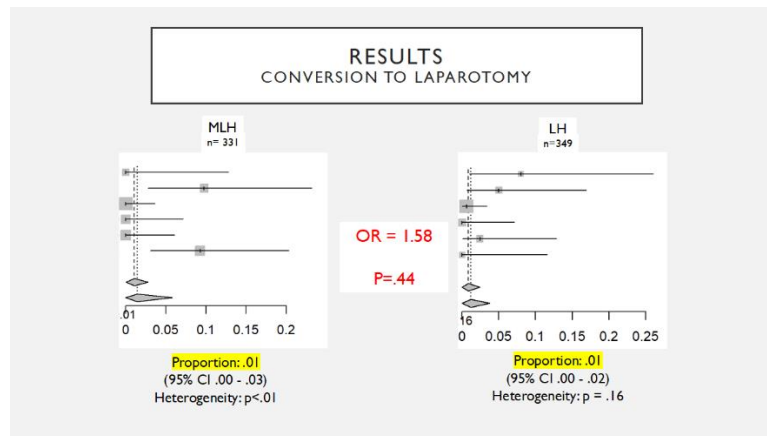 RESULTS
CONVERSION TO LAPAROTOMY
MLH
n= 331
LH
n=349
OR = 1.58
P=.44
.01
0 0.05 0.1 0.15 0.2
16
0 0.05 0.1 0.15 0.2 0.25
Proportion: .01
(95% CI .00 - .03)
Heterogeneity: p<.01
Proportion: .01
(95% CI .00 - .02)
Heterogeneity: p = .16